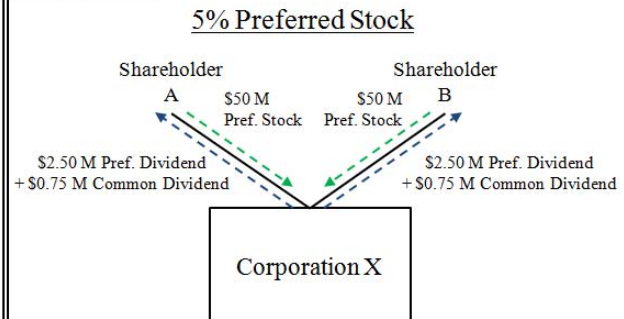 5% Preferred Stock
Shareholder
A
Shareholder
B
$50 M
Pref. Stock
$50 M
Pref. Stock
$2.50 M Pref. Dividend
+ $0.75 M Common Dividend
$2.50 M Pref. Dividend
+ $0.75 M Common Dividend
Corporation X